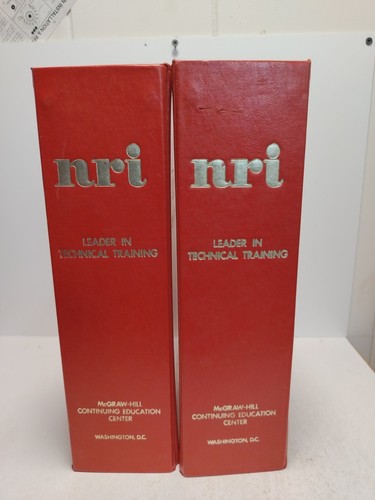 nri
LEADER IN
TECHNICAL TRAINING
McGRAW-HILL
CONTINUING EDUCATION
CENTER
WASHINGTON, D.C.
nri
LEADER IN
TECHNICAL TRAINING
McGRAW-HILL
CONTINUING EDUCATION
CENTER
WASHINGTON, D.C.